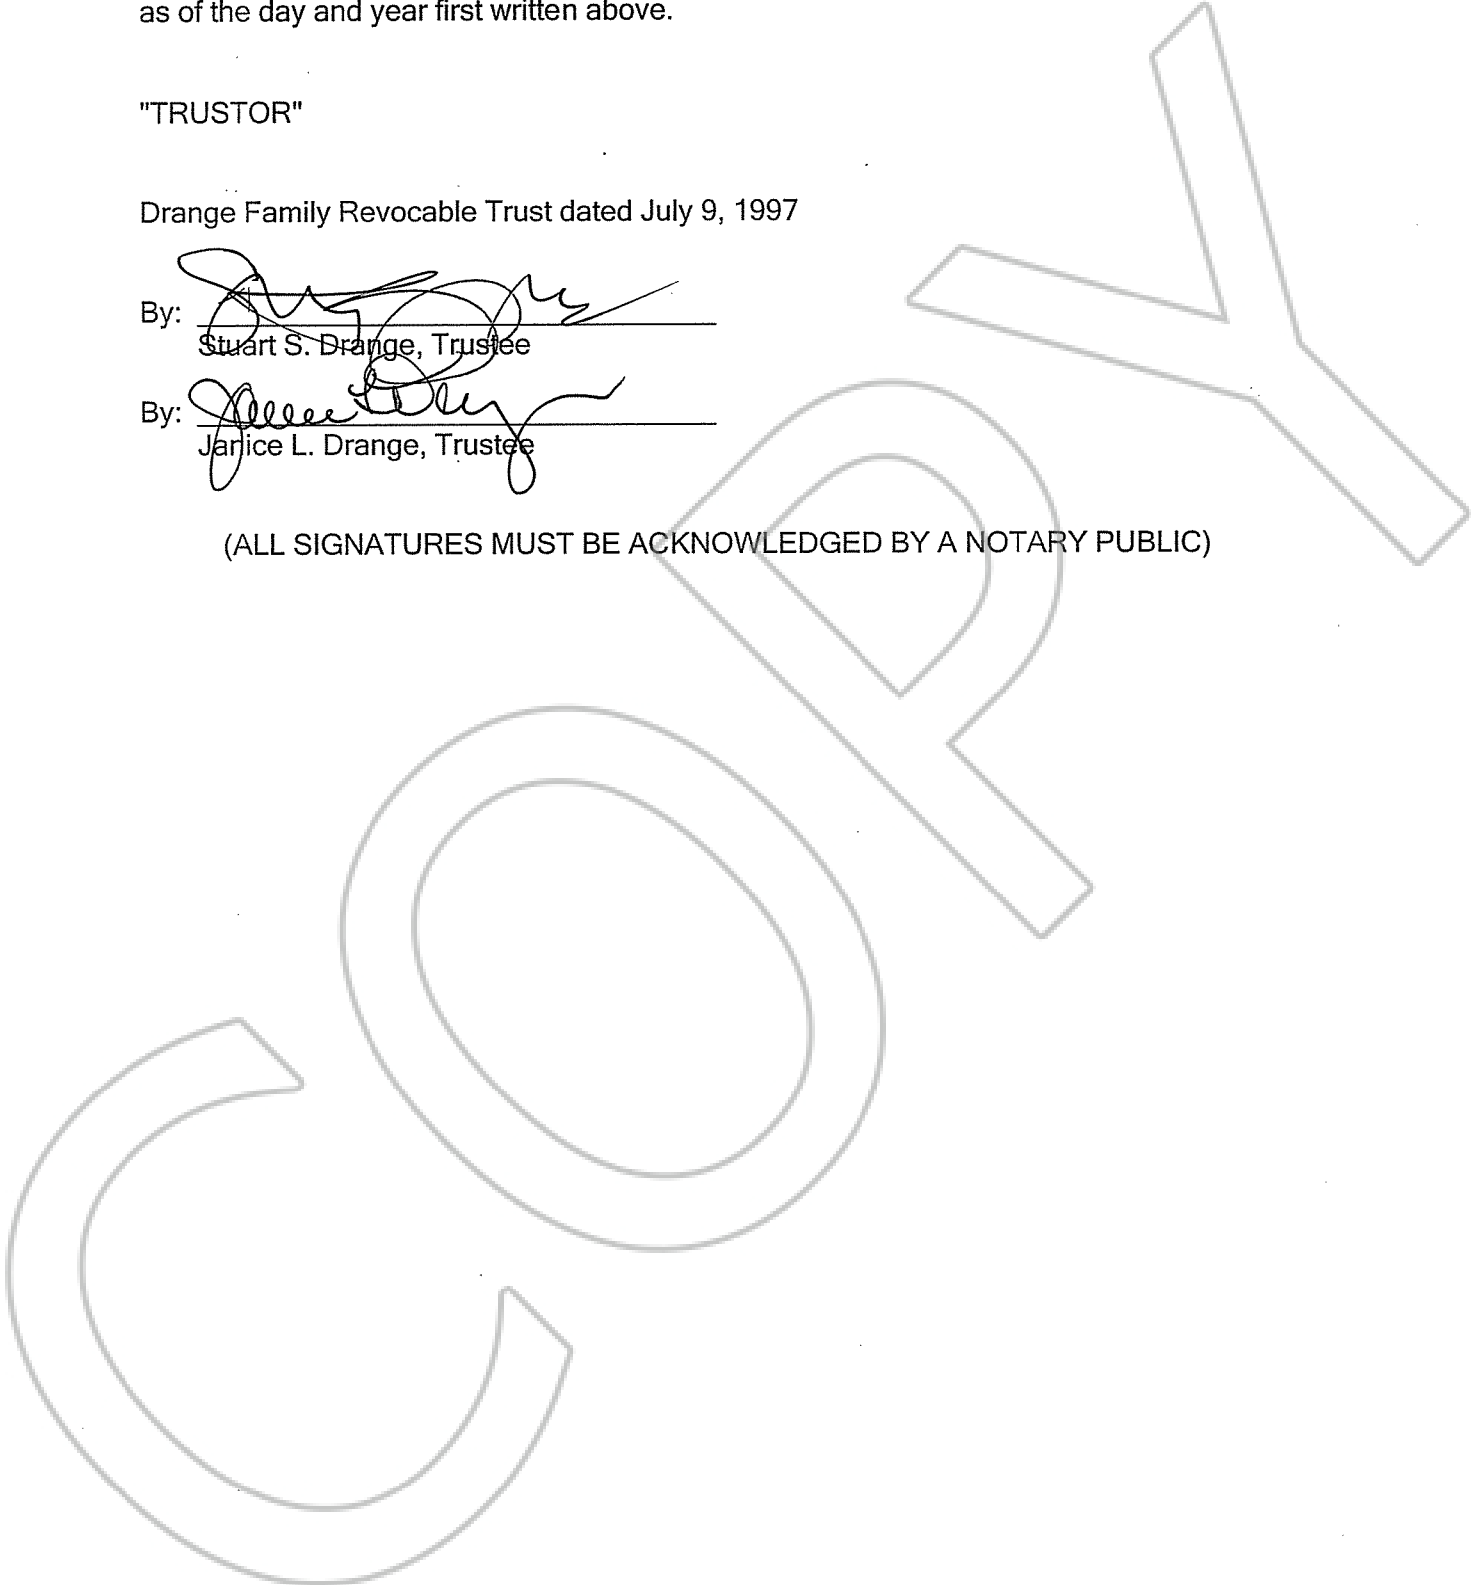 as of the day and year first written above.
"TRUSTOR"
Drange Family Revocable Trust dated July 9, 1997
By:
Stuart S. Drange, Trustee
By:
Janice L. Drange, Trustee
(ALL SIGNATURES MUST BE ACKNOWLEDGED BY A NOTARY PUBLIC)
COPY